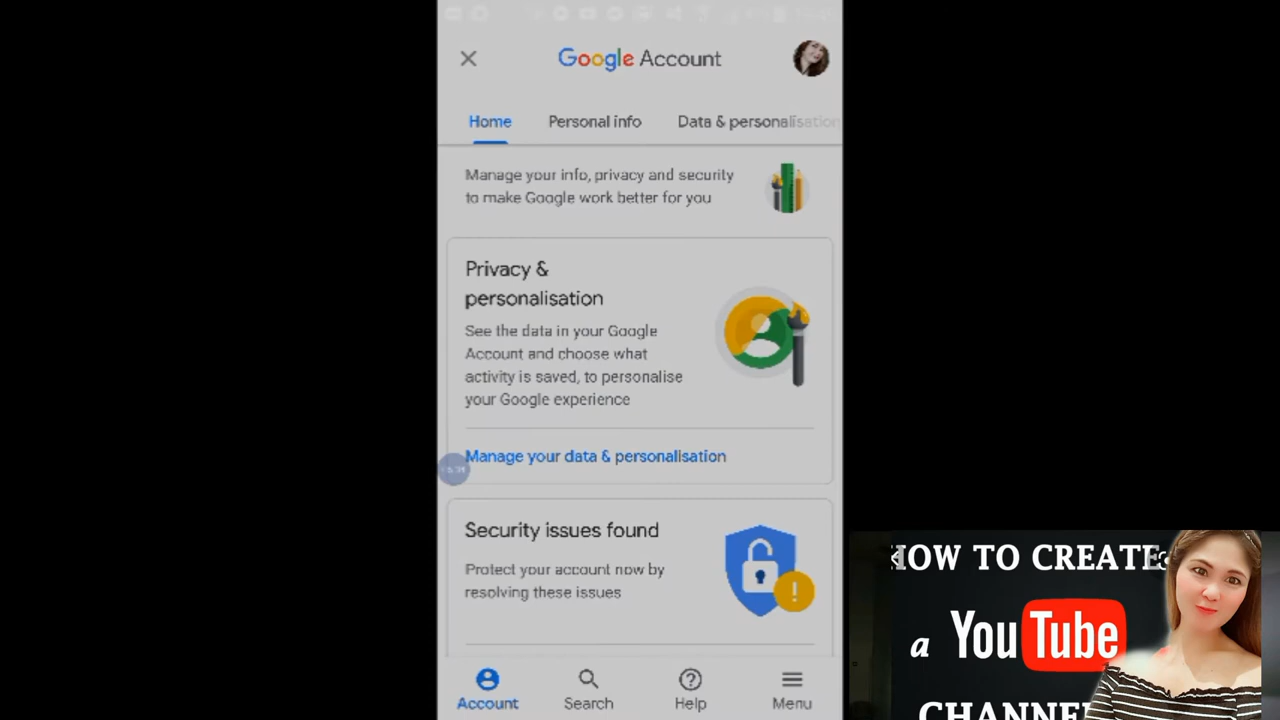 Google Account
Home
Personal info
Data & personalisation
Manage your info, privacy and security
to make Google work better for you
Privacy &
personalisation
See the data in your Google
Account and choose what
activity is saved, to personalise
your Google experience
Manage your data & personalisation
Security issues found
Protect your account now by
resolving these issues
Account
Search
Help
Menu
HOW TO CREATE
a YouTube
CHANNEL